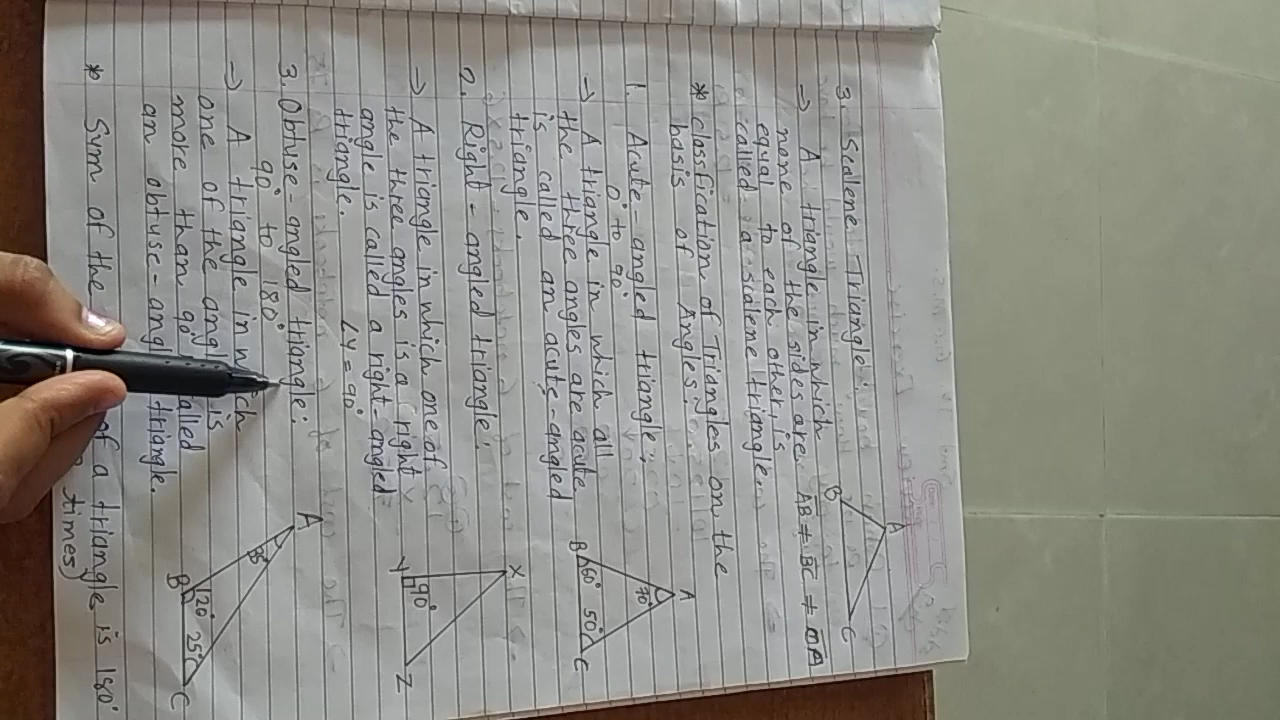 3. Scalene Triangle:
→ A triangle in which
none of the sides are
equal to each other, is
called a scalene triangle.
A
B
C
AB ≠ BC ≠ CA
* classfication of Triangles on the
basis of Angles.
1. Acute-angled triangle:
0° to 90°
→ A triangle in which all
the three angles are acute
is called an acute-angled
triangle.
A
70°
B 60° 50° C
2. Right-angled triangle:
→ A triangle in which one of
the three angles is a right
angle is called a right-angled
triangle.
∠Y = 90°
X
Y 90°
Z
3. Obtuse-angled triangle:
90° to 180°
→ A triangle in which
one of the angles is
more than 90° called
an obtuse-ang triangle.
A
35°
B 120° 25° C
* Sum of the of a triangle is 180°
times)